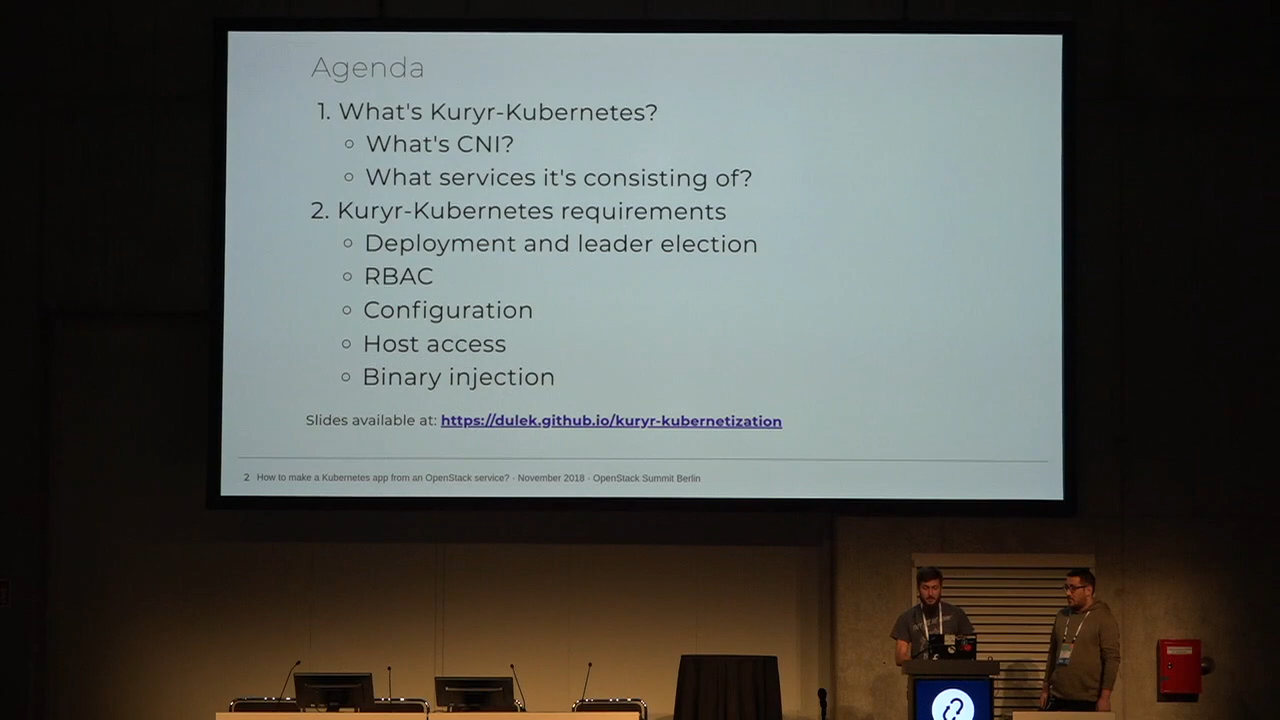 Agenda
1. What's Kuryr-Kubernetes?
○ What's CNI?
○ What services it's consisting of?
2. Kuryr-Kubernetes requirements
○ Deployment and leader election
○ RBAC
○ Configuration
○ Host access
○ Binary injection
Slides available at: https://dulek.github.io/kuryr-kubernetization
2 How to make a Kubernetes app from an OpenStack service? · November 2018 · OpenStack Summit Berlin